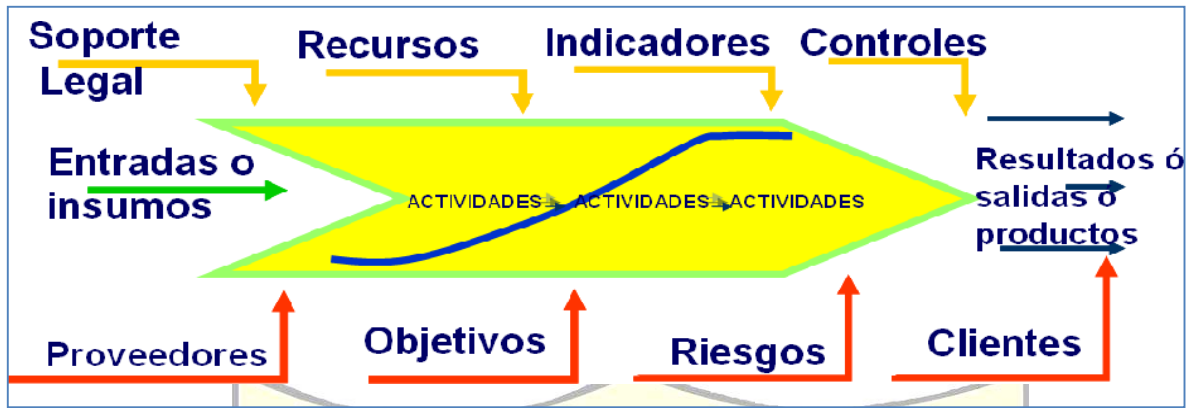 Soporte
Legal
Recursos
Indicadores
Controles
Entradas o
insumos
ACTIVIDADES ACTIVIDADES ACTIVIDADES
Resultados ó
salidas o
productos
Proveedores
Objetivos
Riesgos
Clientes